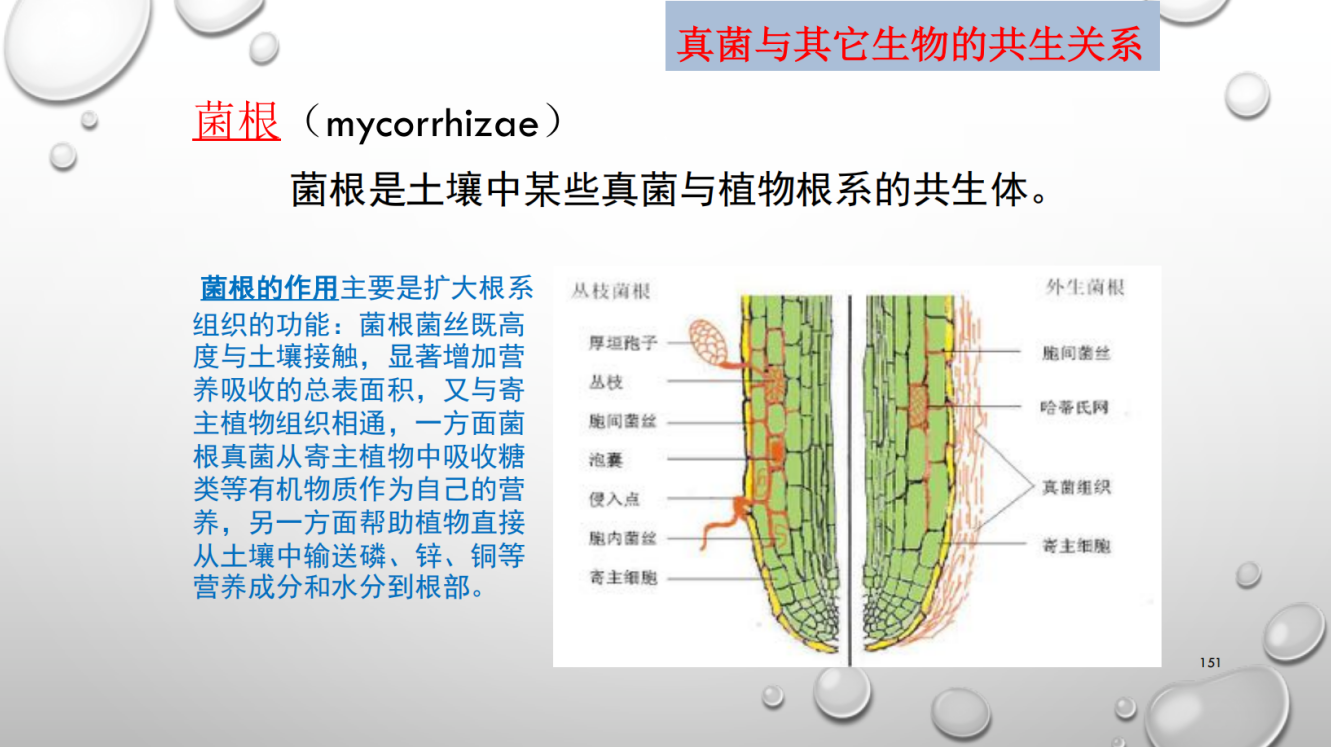 真菌与其它生物的共生关系
菌根（mycorrhizae）
菌根是土壤中某些真菌与植物根系的共生体。
菌根的作用主要是扩大根系
组织的功能：菌根菌丝既高
度与土壤接触，显著增加营
养吸收的总表面积，又与寄
主植物组织相通，一方面菌
根真菌从寄主植物中吸收糖
类等有机物质作为自己的营
养，另一方面帮助植物直接
从土壤中输送磷、锌、铜等
营养成分和水分到根部。
丛枝菌根
厚垣孢子
丛枝
胞间菌丝
泡囊
侵入点
胞内菌丝
寄主细胞
外生菌根
胞间菌丝
哈蒂氏网
真菌组织
寄主细胞
151